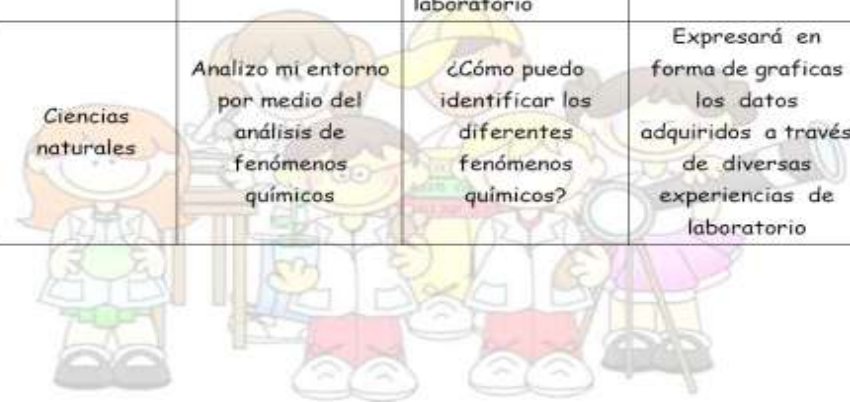 laboratorio
Ciencias
naturales
Analizo mi entorno
por medio del
análisis de
fenómenos
químicos
¿Cómo puedo
identificar los
diferentes
fenómenos
químicos?
Expresará en
forma de graficas
los datos
adquiridos a través
de diversas
experiencias de
laboratorio